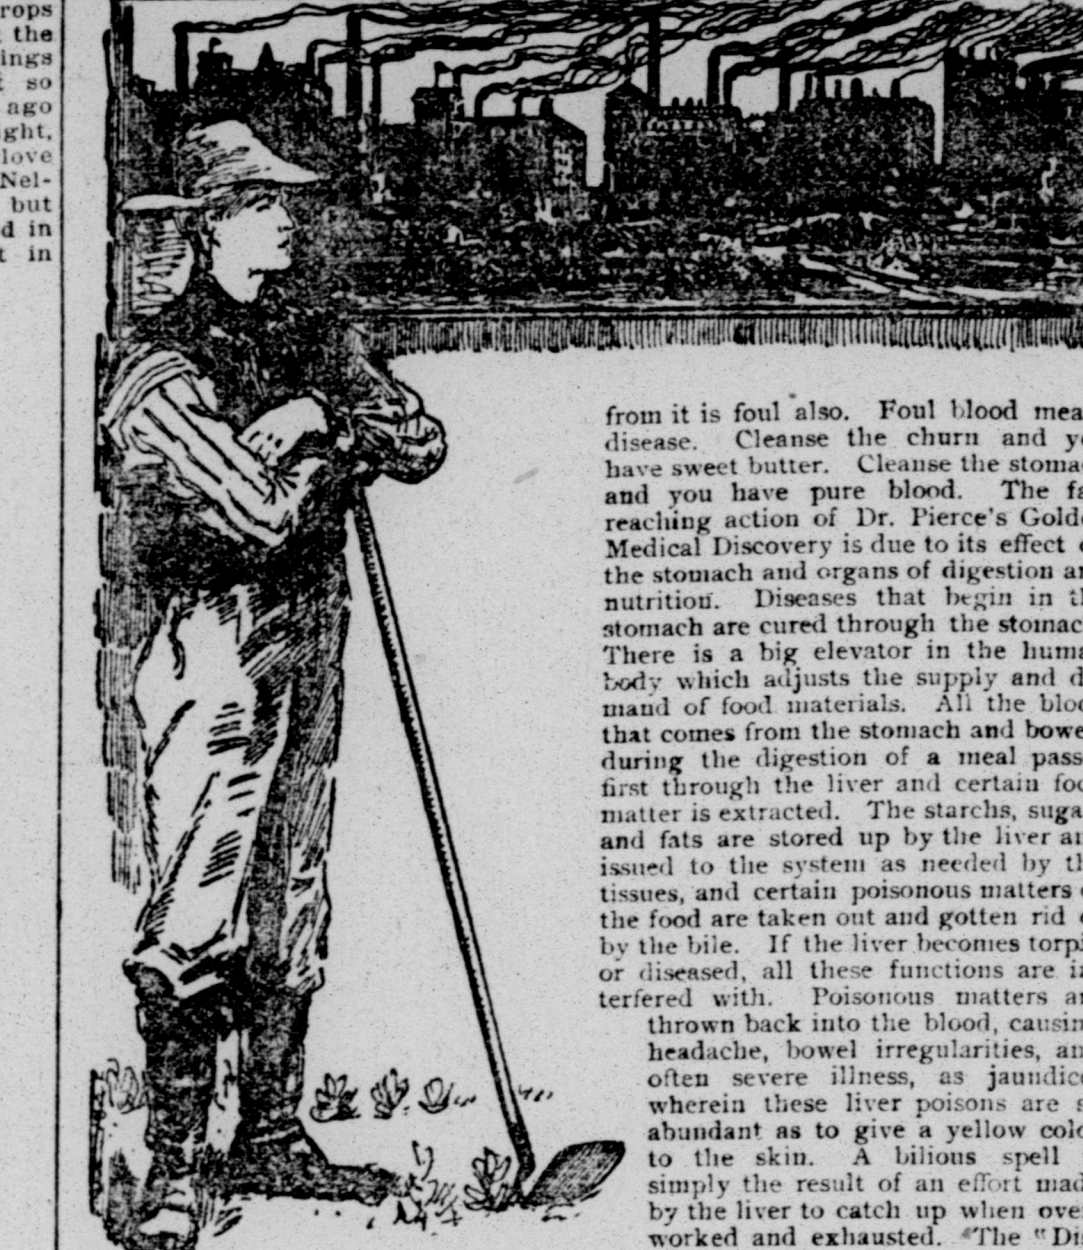 rops
the
ings
so
ago
ight,
love
Nel-
but
d in
t in
from it is foul also. Foul blood mea
disease. Cleanse the churn and y
have sweet butter. Cleanse the stoma
and you have pure blood. The fa
reaching action of Dr. Pierce's Golde
Medical Discovery is due to its effect
the stomach and organs of digestion a
nutrition. Diseases that begin in t
stomach are cured through the stomac
There is a big elevator in the huma
body which adjusts the supply and d
mand of food materials. All the bloo
that comes from the stomach and bowe
during the digestion of a meal pass
first through the liver and certain foo
matter is extracted. The starchs, suga
and fats are stored up by the liver an
issued to the system as needed by th
tissues, and certain poisonous matters
the food are taken out and gotten rid
by the bile. If the liver becomes torpi
or diseased, all these functions are i
terfered with. Poisonous matters a
thrown back into the blood, causin
headache, bowel irregularities, an
often severe illness, as jaundice
wherein these liver poisons are s
abundant as to give a yellow colo
to the skin. A bilious spell
simply the result of an effort mad
by the liver to catch up when over
worked and exhausted. "The "Dis